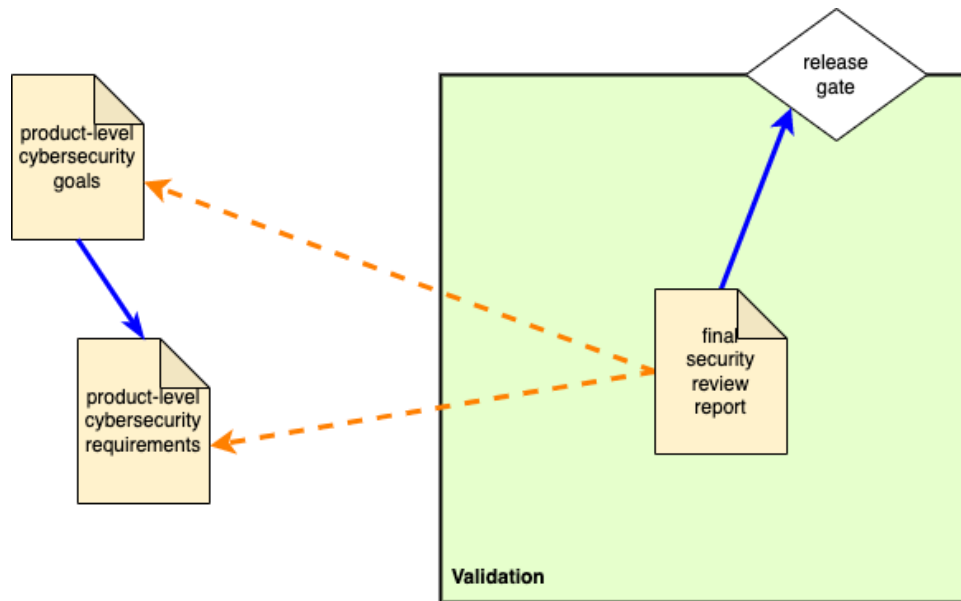 release
gate
product-level
cybersecurity
goals
final
security
review
report
product-level
cybersecurity
requirements
Validation